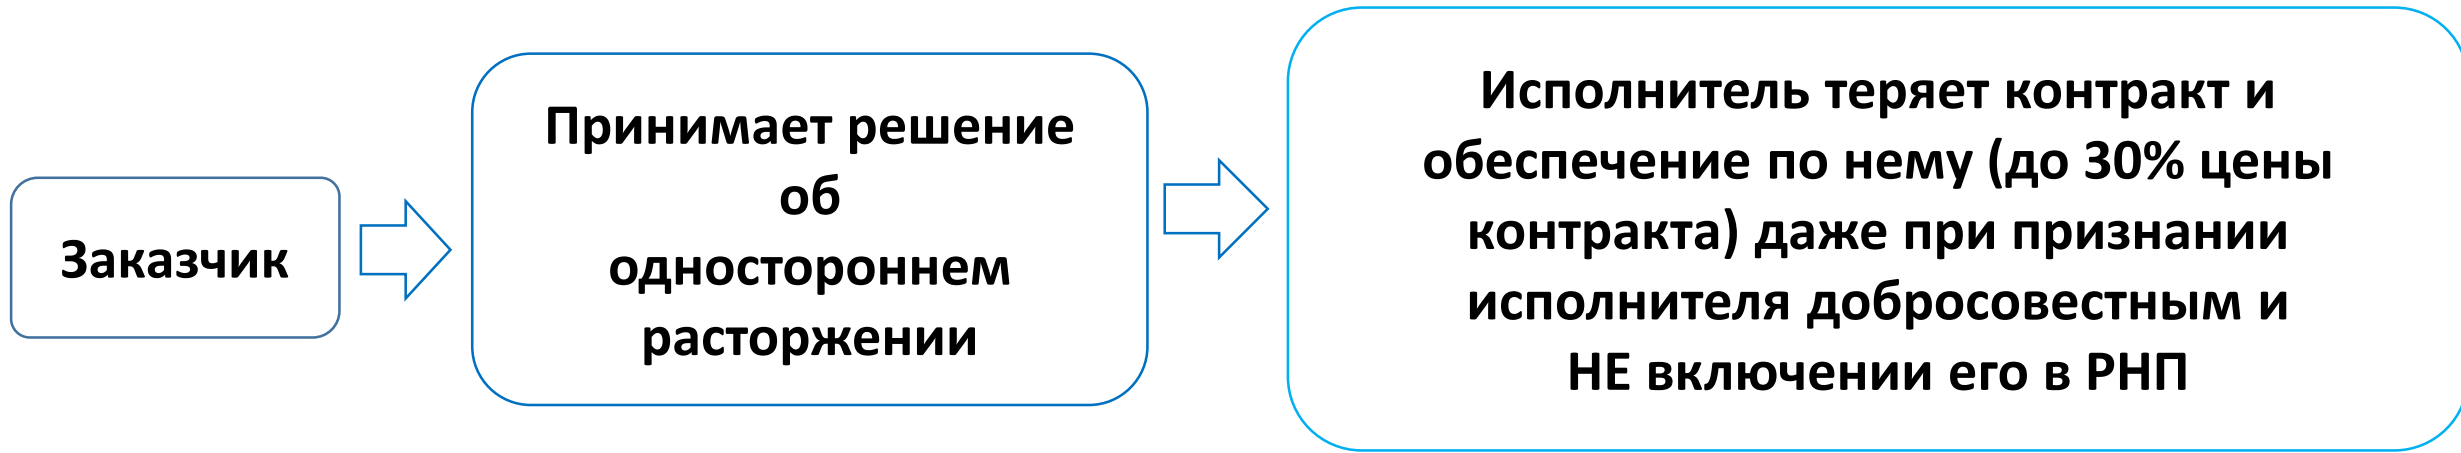 Заказчик
Принимает решение
об
одностороннем
расторжении
Исполнитель теряет контракт и
обеспечение по нему (до 30% цены
контракта) даже при признании
исполнителя добросовестным и
НЕ включении его в РНП